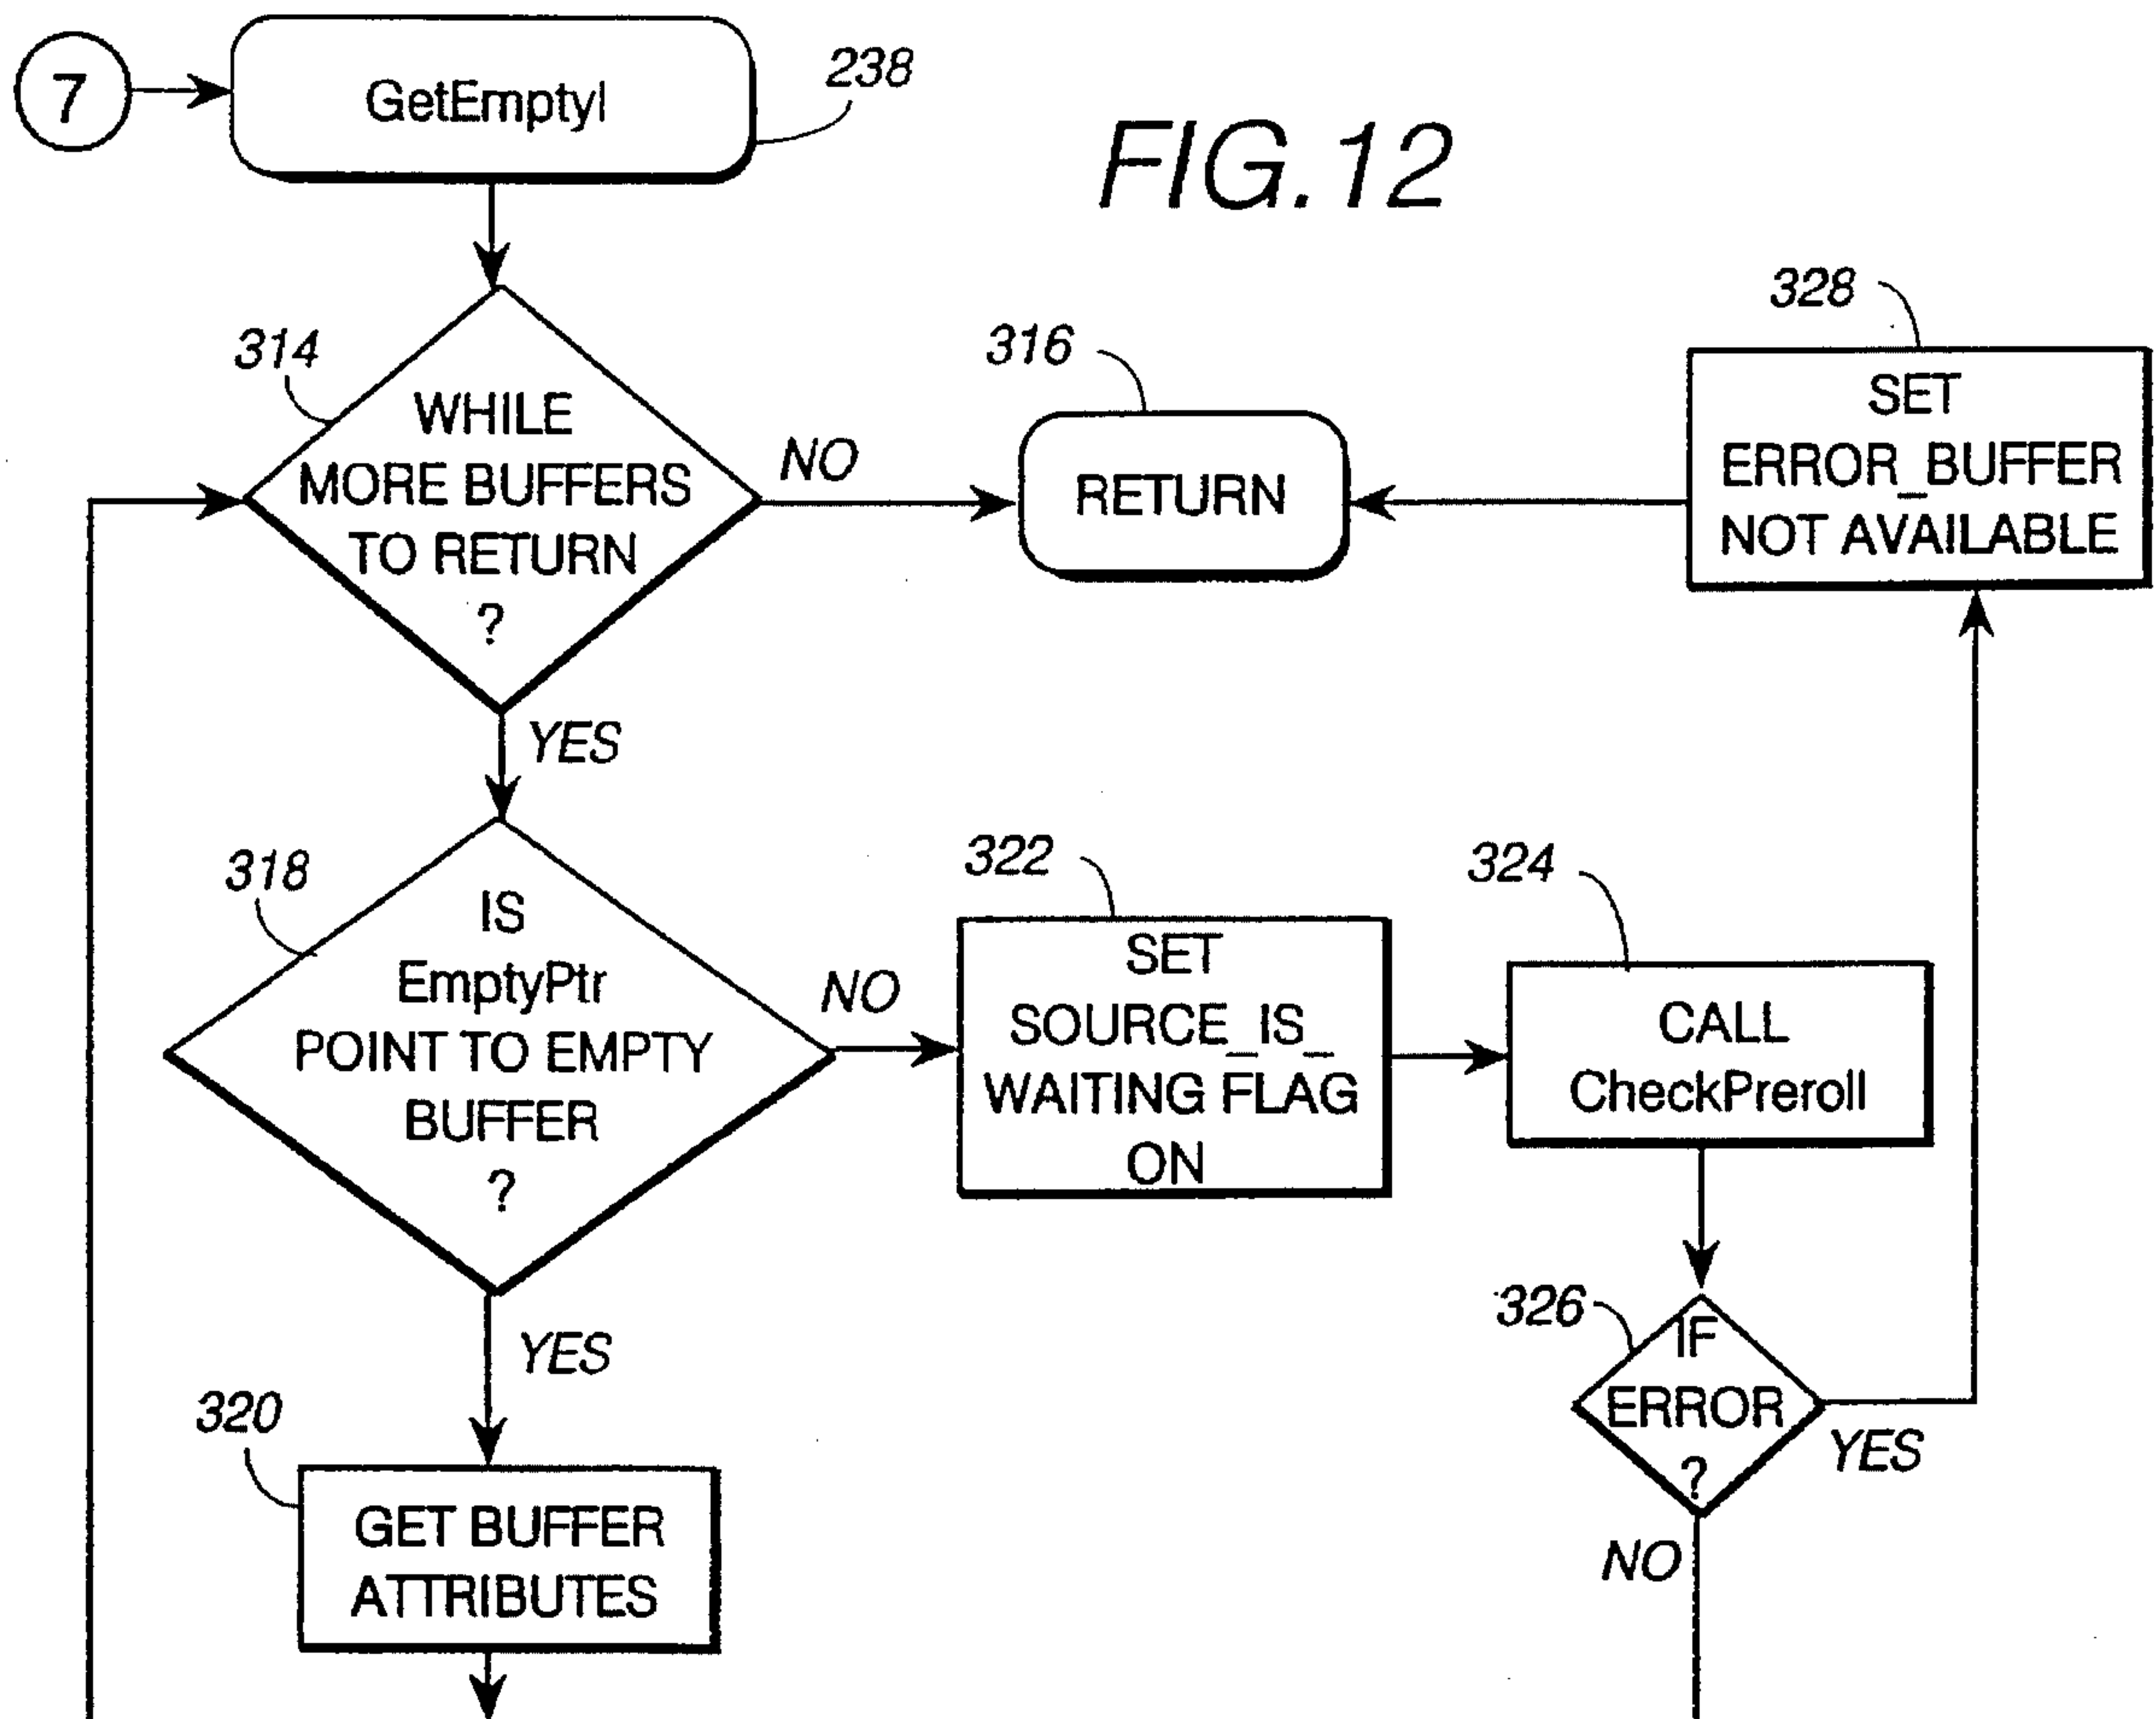 7
GetEmptyI
238
FIG.12
314
WHILE
MORE BUFFERS
TO RETURN
?
NO
316
RETURN
328
SET
ERROR_BUFFER
NOT AVAILABLE
YES
318
IS
EmptyPtr
POINT TO EMPTY
BUFFER
?
NO
322
SET
SOURCE_IS_
WAITING FLAG
ON
324
CALL
CheckPreroll
326
IF
ERROR
?
YES
NO
YES
320
GET BUFFER
ATTRIBUTES